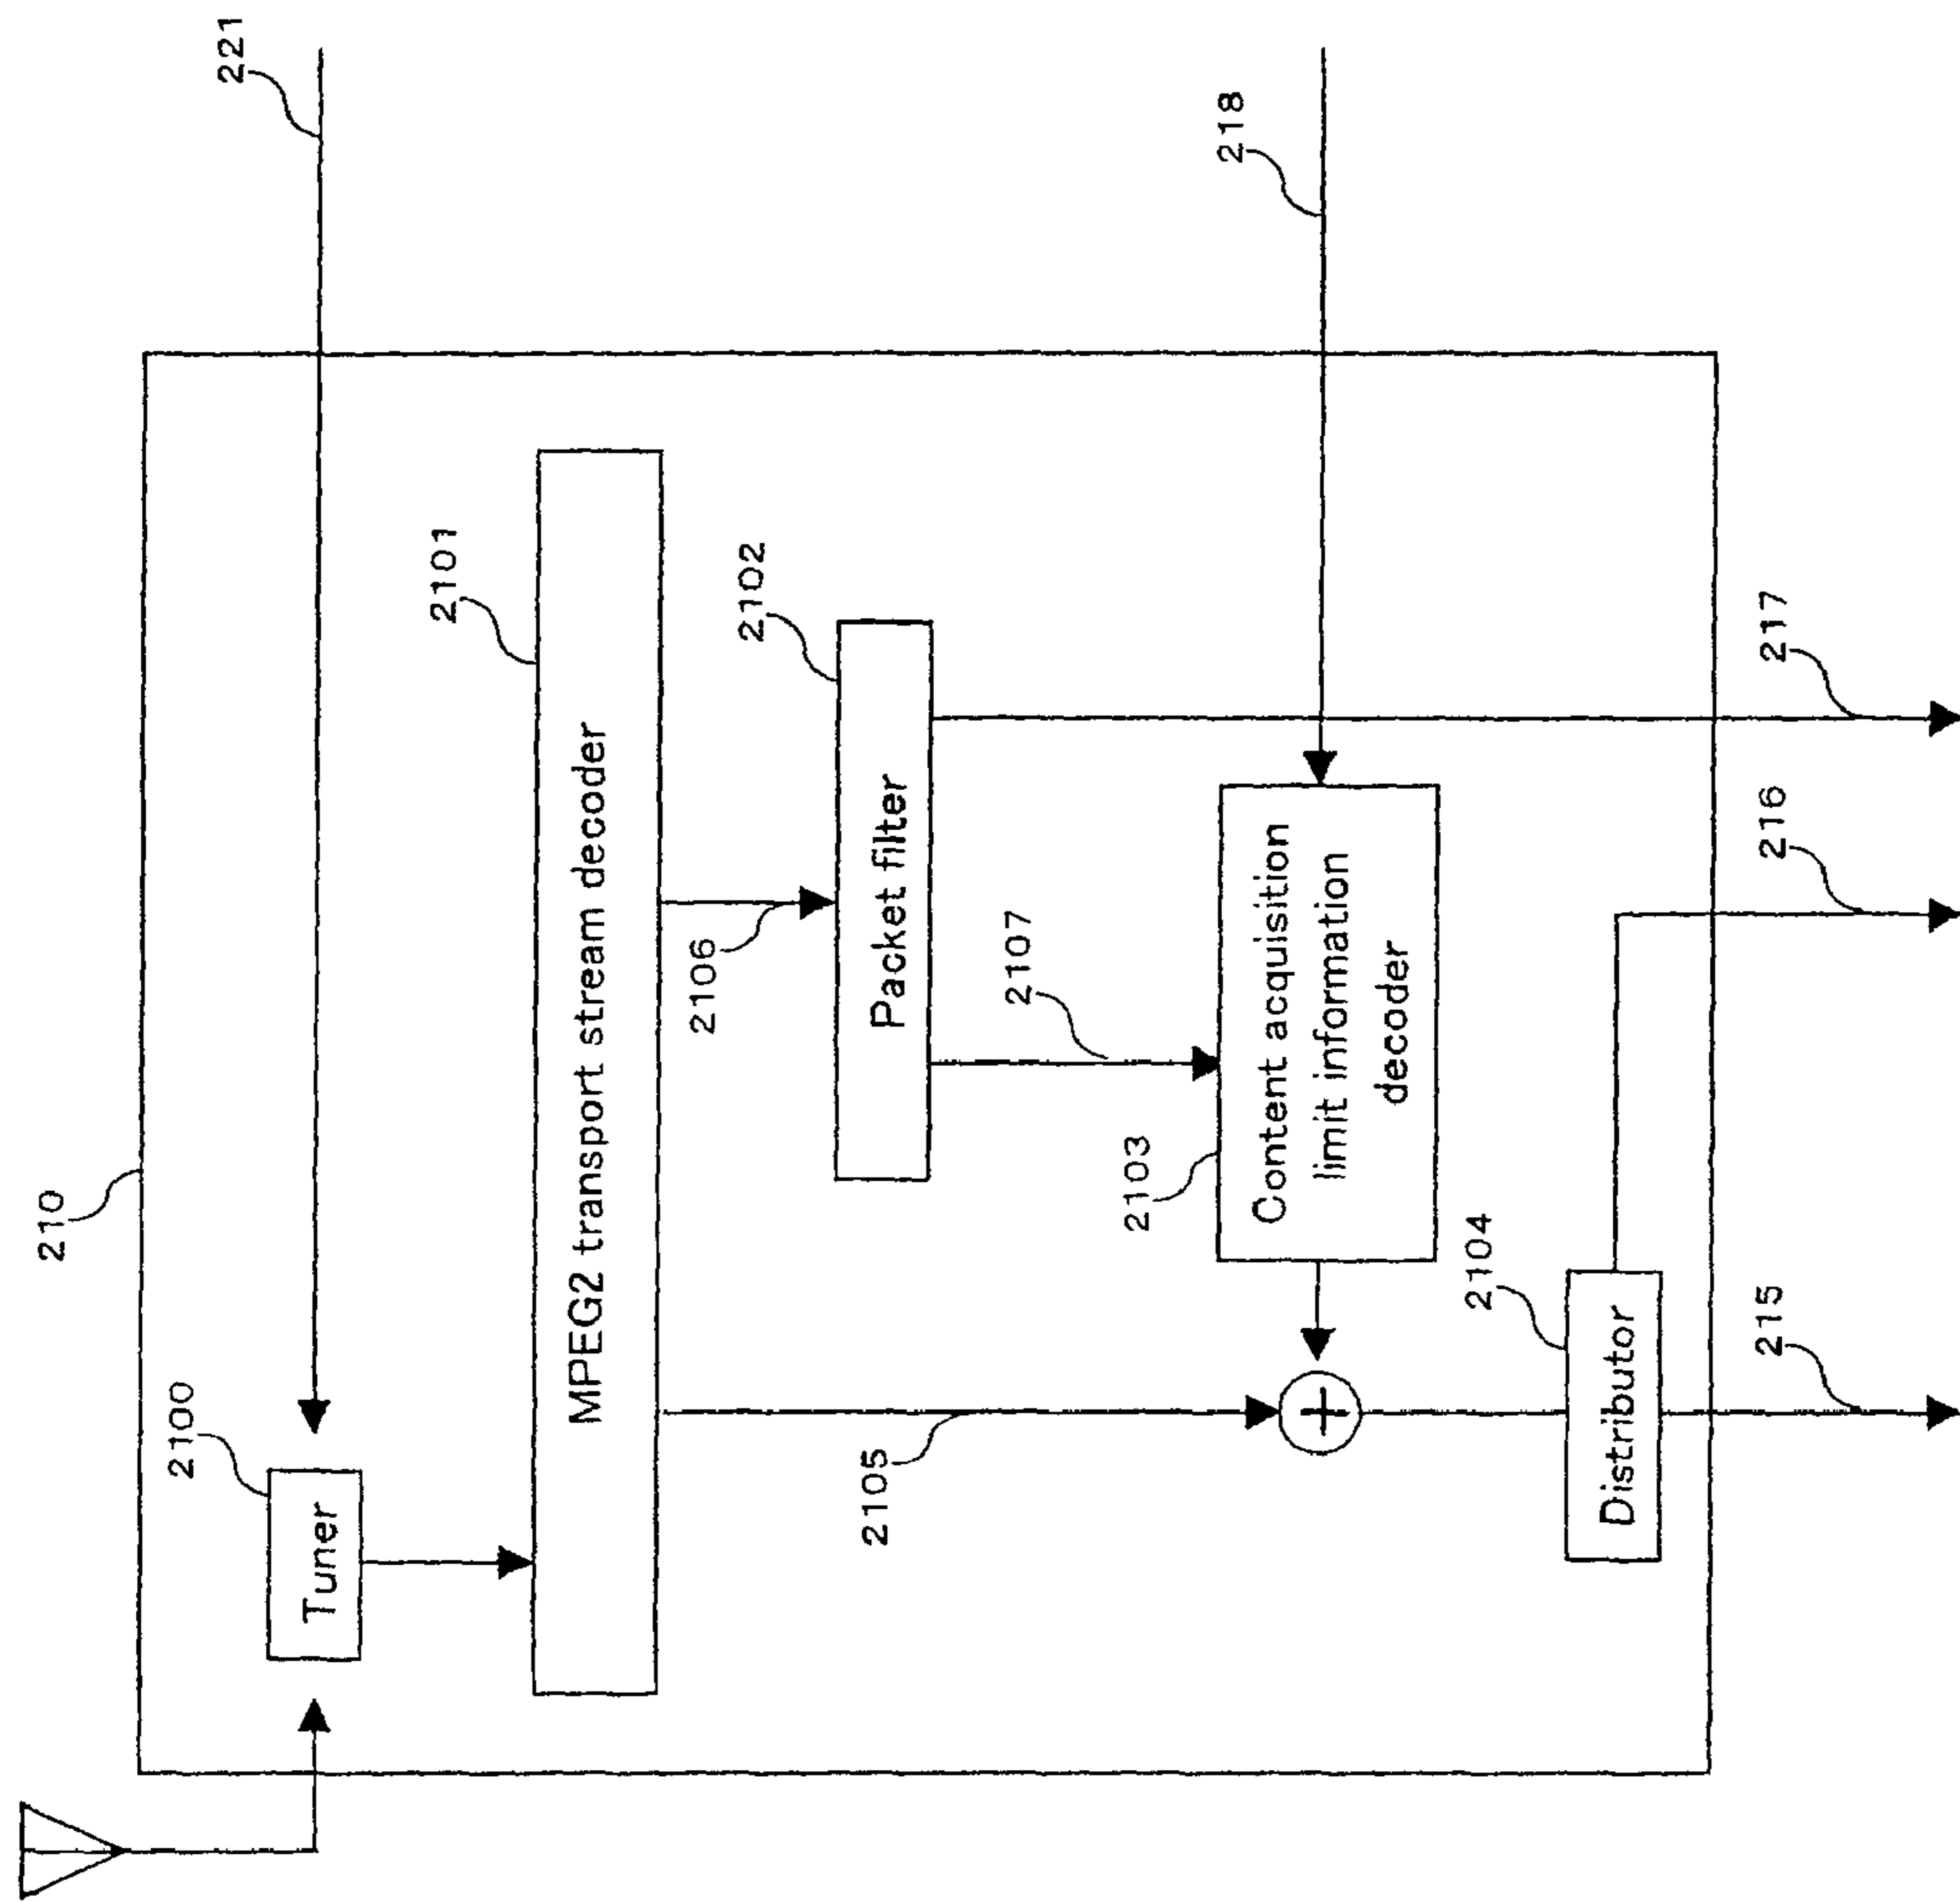 221
210
2100
Tuner
2101
MPEG2 transport stream decoder
2106
2102
Packet filter
2105
2107
218
2103
Content acquisition
limit information
decoder
2104
Distributor
215
216
217